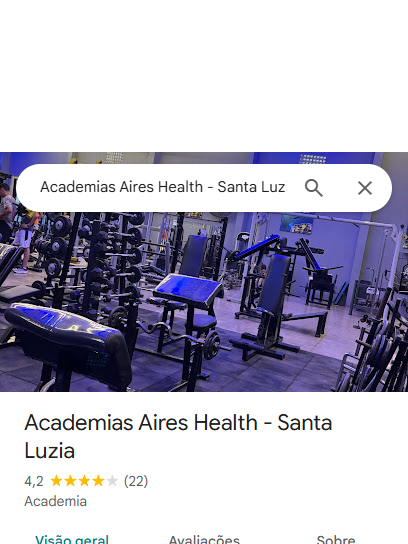 Academias Aires Health - Santa Luz
Academias Aires Health - Santa
Luzia
4,2 (22)
Academia
Visão geral Avaliações Sobre